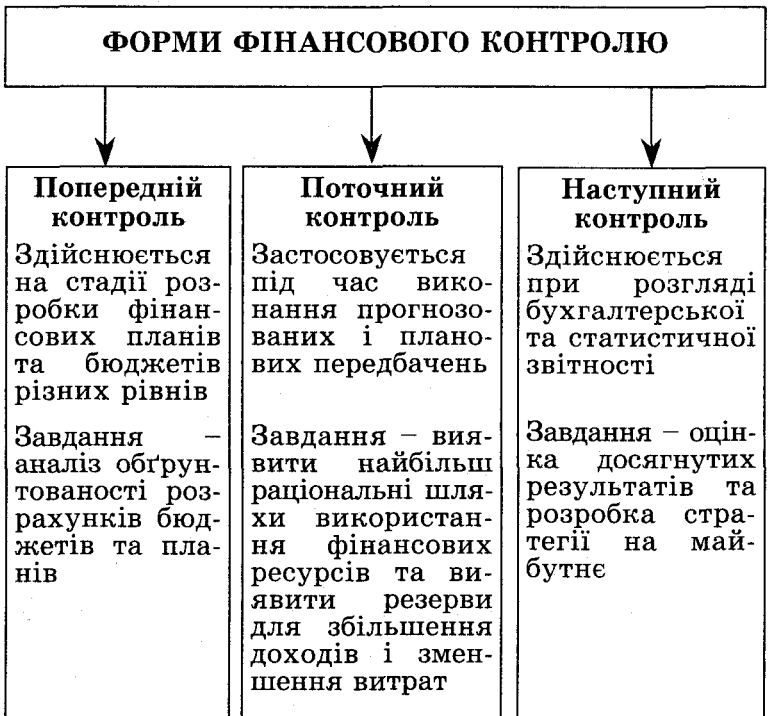 ФОРМИ ФІНАНСОВОГО КОНТРОЛЮ
Попередній
контроль
Здійснюється
на стадії роз-
робки фінан-
сових планів
та бюджетів
різних рівнів
Завдання –
аналіз обґрун-
тованості роз-
рахунків бюд-
жетів та пла-
нів
Поточний
контроль
Застосовується
під час вико-
нання прогнозо-
ваних і плано-
вих передбачень
Завдання – вия-
вити найбільш
раціональні шля-
хи використан-
ня фінансових
ресурсів та ви-
явити резерви
для збільшення
доходів і змен-
шення витрат
Наступний
контроль
Здійснюється
при розгляді
бухгалтерської
та статистичної
звітності
Завдання – оцін-
ка досягнутих
результатів та
розробка стра-
тегії на май-
бутнє